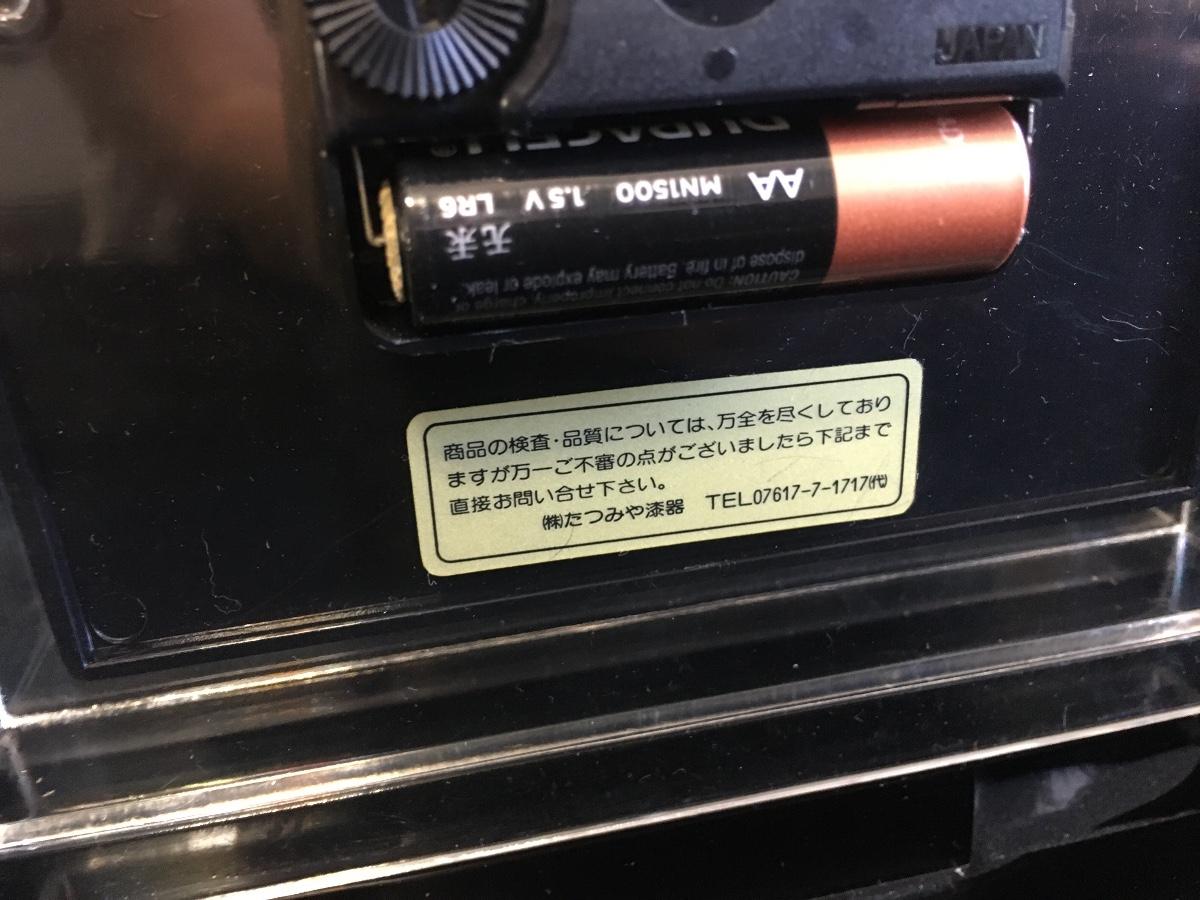 JAPAN
DURACELL®
AA MN1500 1.5V LR6
无汞
CAUTION: Do not connect improperly, charge or
dispose of in fire. Battery may explode or leak.
商品の検査・品質については、万全を尽くしており
ますが万一ご不審の点がございましたら下記まで
直接お問い合せ下さい。
㈱たつみや漆器 TEL07617-7-1717㈹